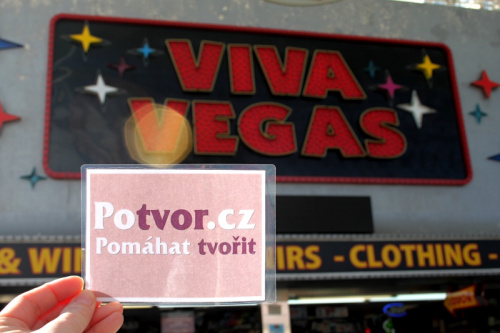 VIVA
VEGAS
Potvor.cz
Pomáhat tvořit
& WI
IRS - CLOTHING -